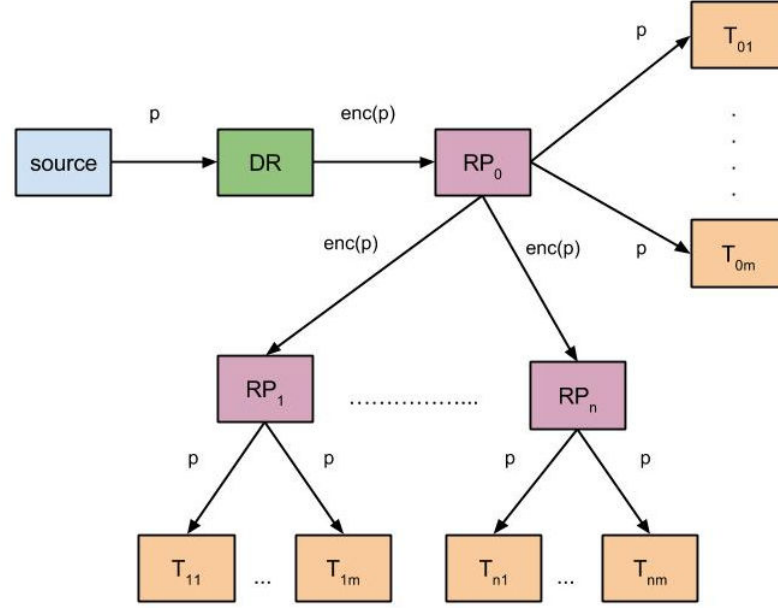 p
T01
p
enc(p)
source
DR
RP0
enc(p)
enc(p)
p
T0m
RP1
RPn
p
p
p
p
T11
...
T1m
Tn1
...
Tnm